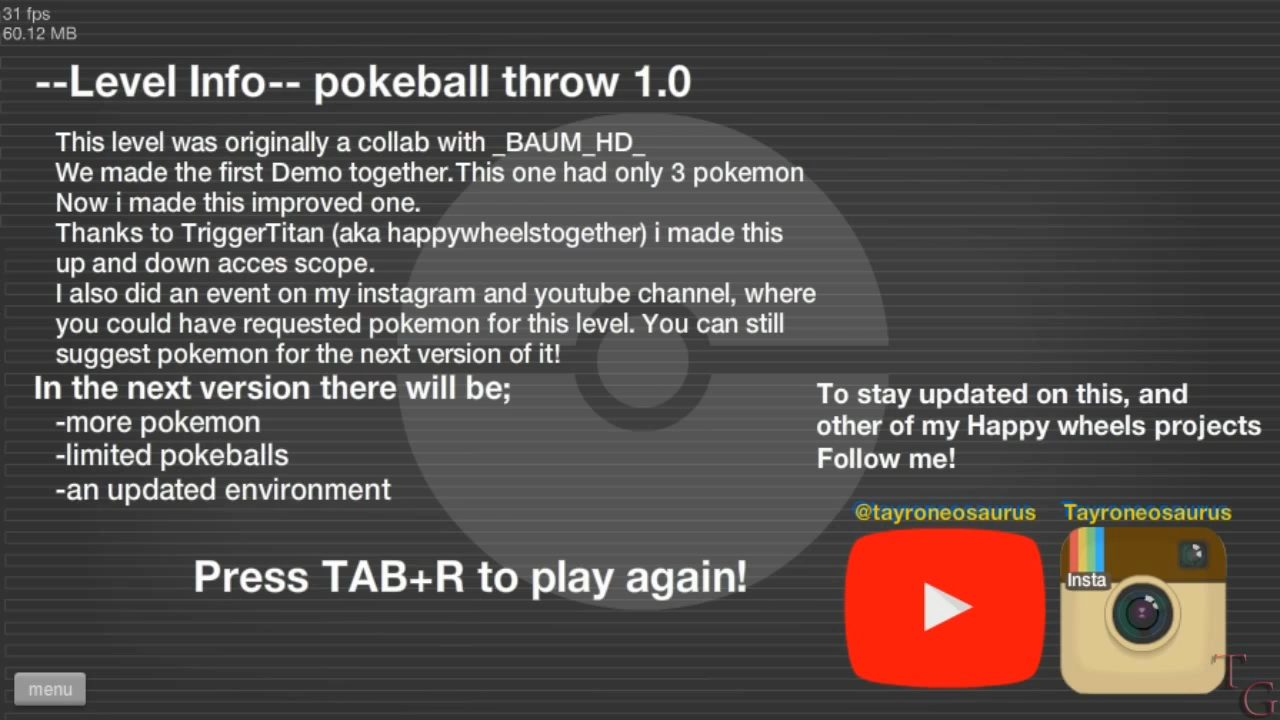 31 fps
60.12 MB
--Level Info-- pokeball throw 1.0
This level was originally a collab with _BAUM_HD_
We made the first Demo together.This one had only 3 pokemon
Now i made this improved one.
Thanks to TriggerTitan (aka happywheelstogether) i made this
up and down acces scope.
I also did an event on my instagram and youtube channel, where
you could have requested pokemon for this level. You can still
suggest pokemon for the next version of it!
In the next version there will be;
-more pokemon
-limited pokeballs
-an updated environment
Press TAB+R to play again!
To stay updated on this, and
other of my Happy wheels projects
Follow me!
@tayroneosaurus
Tayroneosaurus
Insta
menu
TG